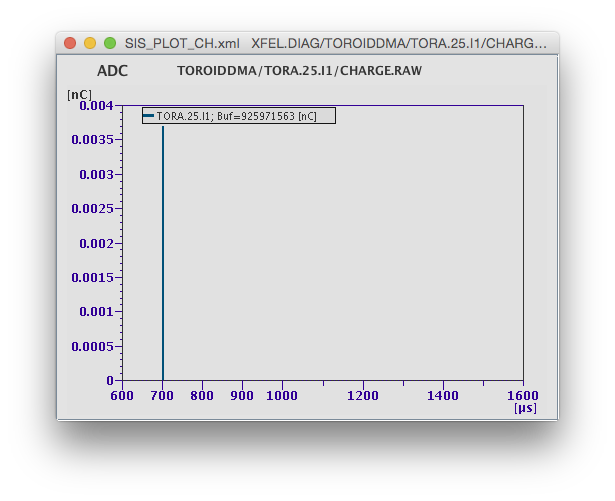 SIS_PLOT_CH.xml XFEL.DIAG/TOROIDDMA/TORA.25.I1/CHARG...
ADC TOROIDDMA/TORA.25.I1/CHARGE.RAW
[nC]
0.004
TORA.25.I1; Buf=925971563 [nC]
0.0035
0.003
0.0025
0.002
0.0015
0.001
0.0005
0
600 700 800 900 1000 1200 1400 1600
[µs]